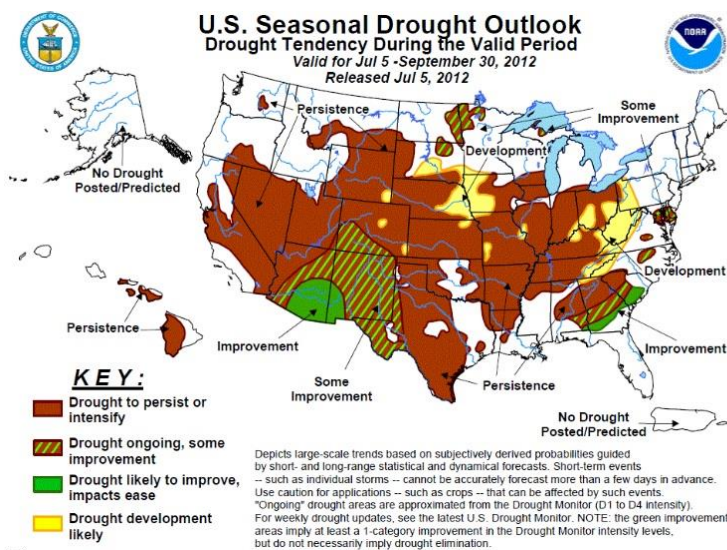 U.S. Seasonal Drought Outlook
Drought Tendency During the Valid Period
Valid for Jul 5 -September 30, 2012
Released Jul 5, 2012
DEPARTMENT OF COMMERCE
UNITED STATES OF AMERICA
NOAA
Persistence
Some
Improvement
No Drought
Posted/Predicted
Development
Development
Persistence
Improvement
Some
Improvement
Persistence
Improvement
No Drought
Posted/Predicted
KEY:
Drought to persist or
intensify
Drought ongoing, some
improvement
Drought likely to improve,
impacts ease
Drought development
likely
Depicts large-scale trends based on subjectively derived probabilities guided
by short- and long-range statistical and dynamical forecasts. Short-term events
-- such as individual storms -- cannot be accurately forecast more than a few days in advance.
Use caution for applications -- such as crops -- that can be affected by such events.
"Ongoing" drought areas are approximated from the Drought Monitor (D1 to D4 intensity).
For weekly drought updates, see the latest U.S. Drought Monitor. NOTE: the green improvement
areas imply at least a 1-category improvement in the Drought Monitor intensity levels,
but do not necessarily imply drought elimination.